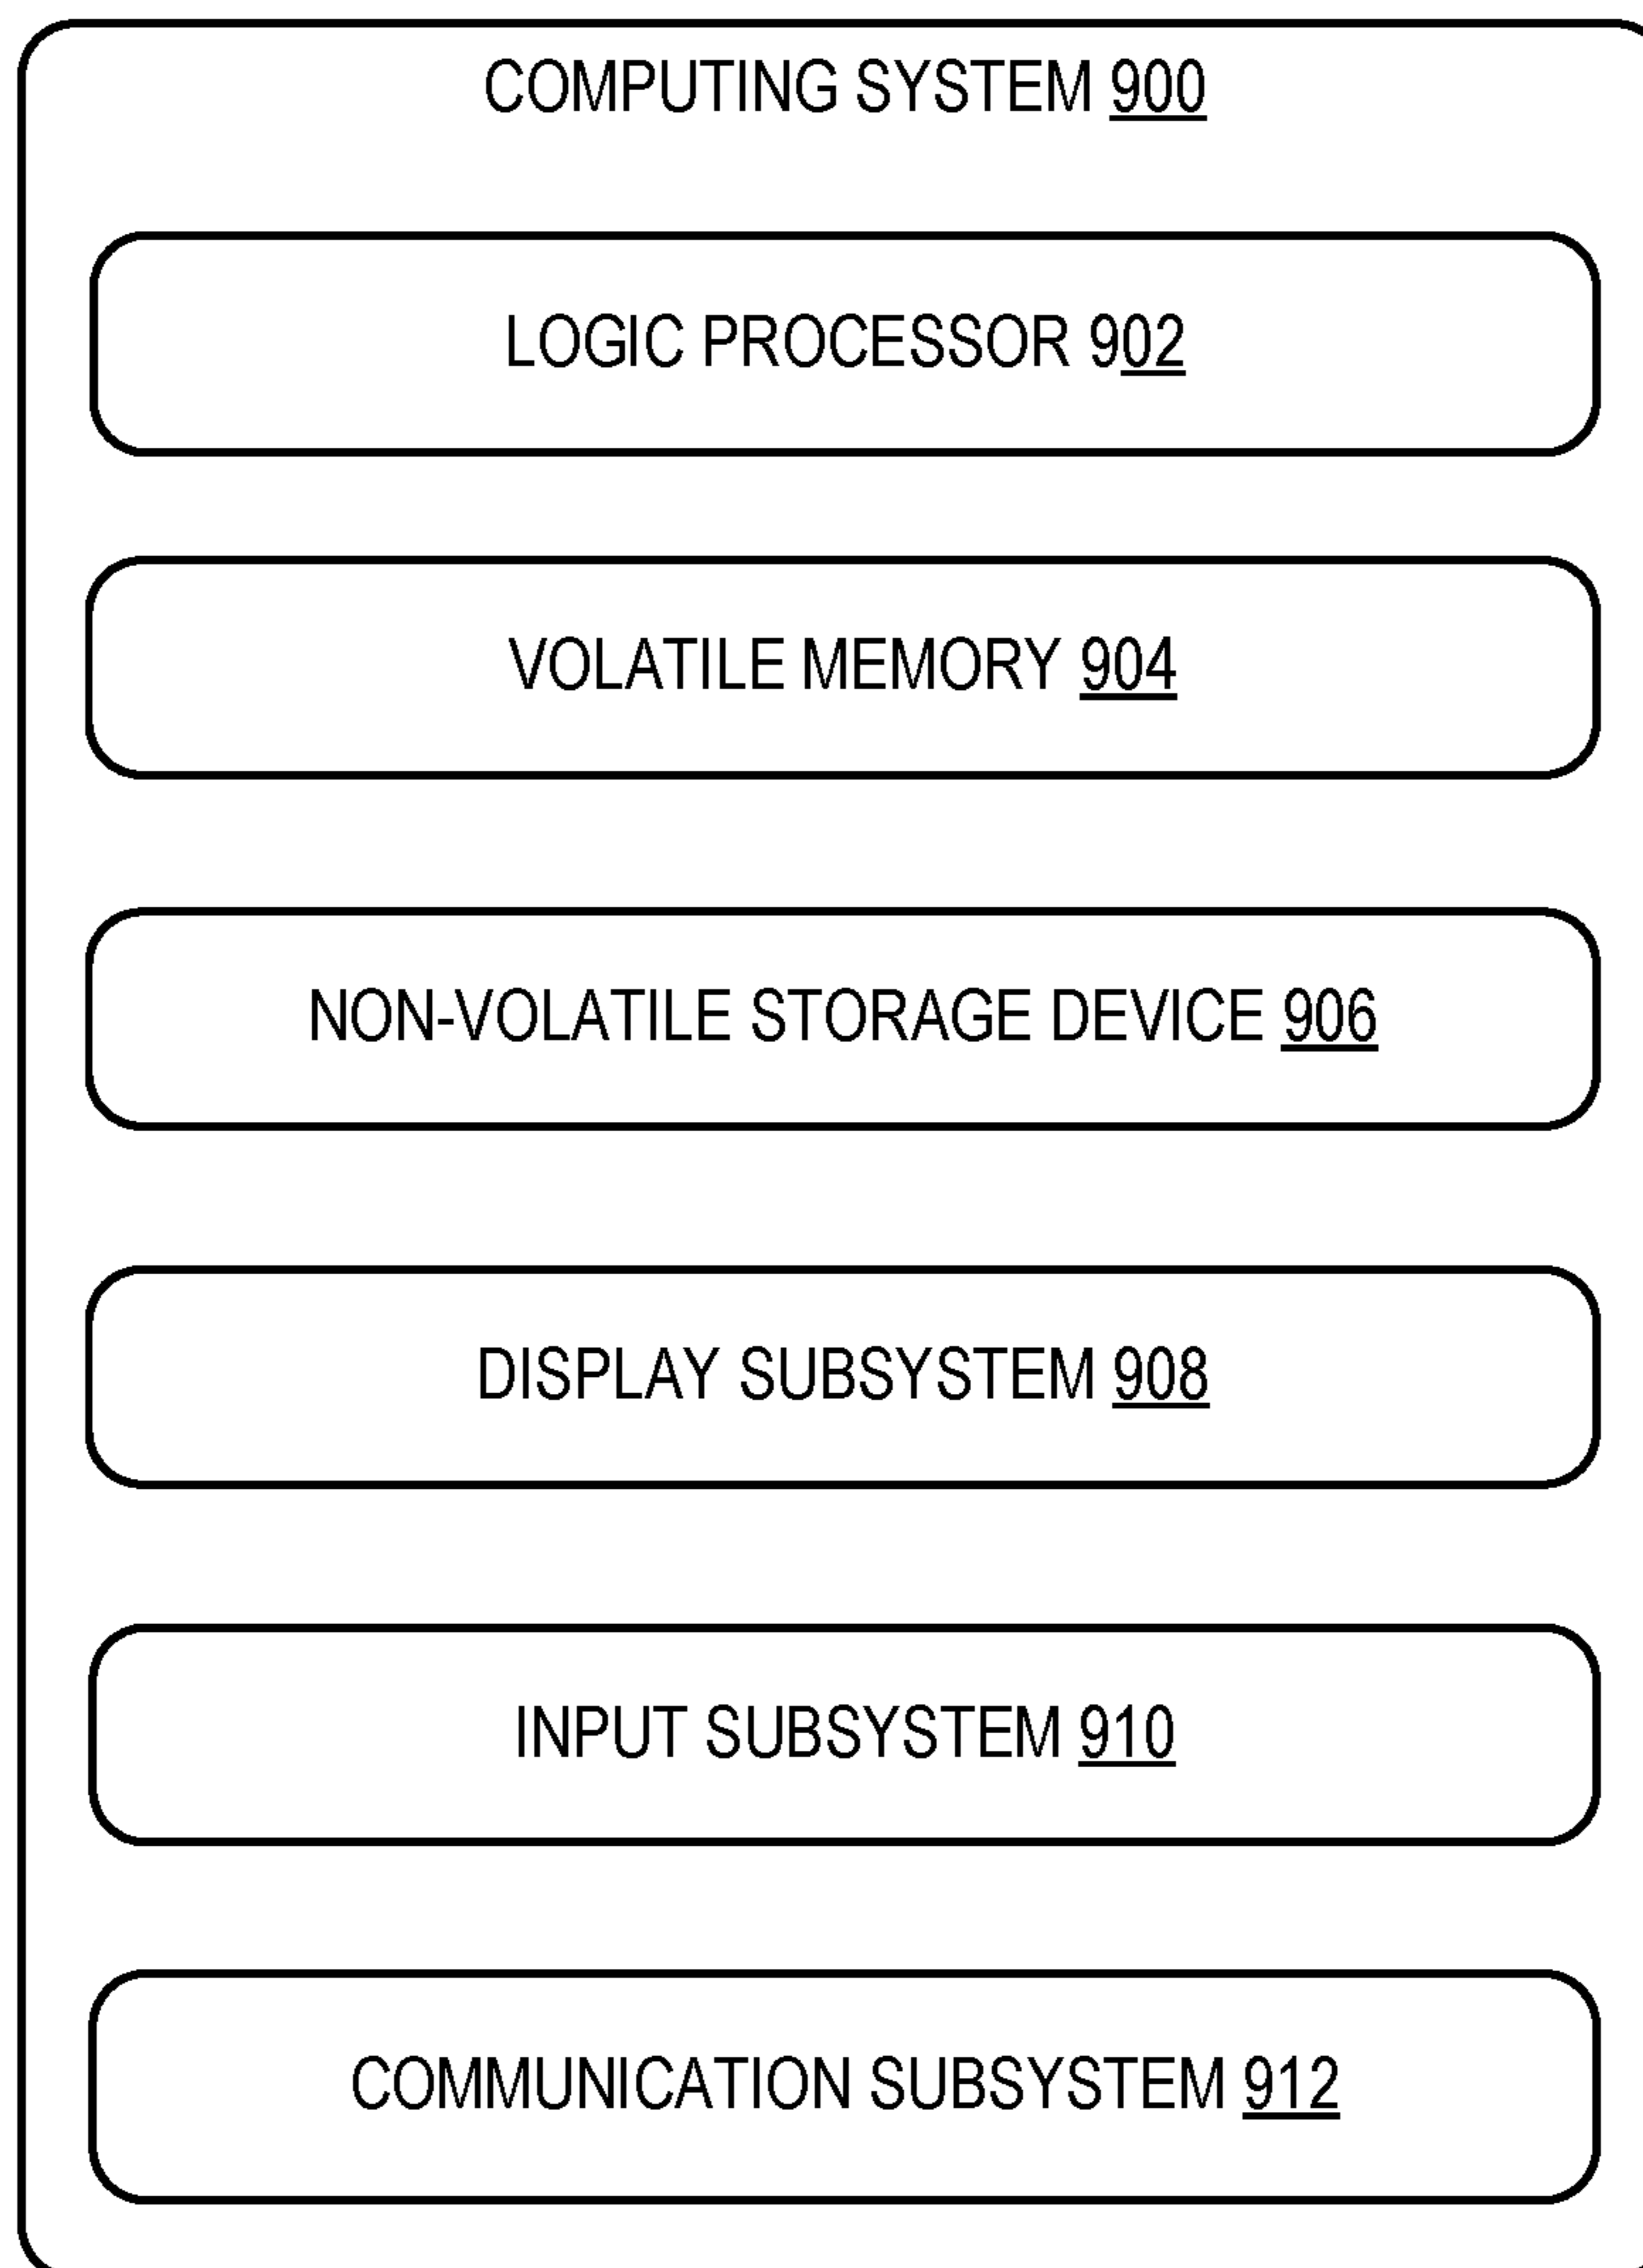 COMPUTING SYSTEM 900
LOGIC PROCESSOR 902
VOLATILE MEMORY 904
NON-VOLATILE STORAGE DEVICE 906
DISPLAY SUBSYSTEM 908
INPUT SUBSYSTEM 910
COMMUNICATION SUBSYSTEM 912